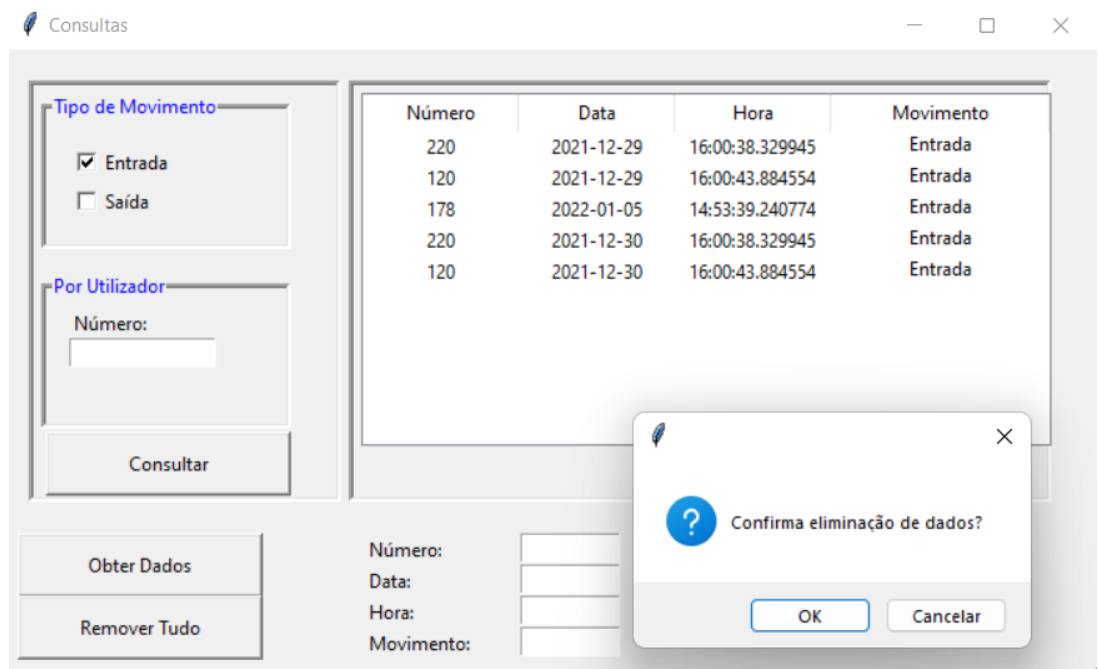 Consultas
Tipo de Movimento
Entrada
Saída
Por Utilizador
Número:
Consultar
Número Data Hora Movimento
220 2021-12-29 16:00:38.329945 Entrada
120 2021-12-29 16:00:43.884554 Entrada
178 2022-01-05 14:53:39.240774 Entrada
220 2021-12-30 16:00:38.329945 Entrada
120 2021-12-30 16:00:43.884554 Entrada
Obter Dados
Remover Tudo
Número:
Data:
Hora:
Movimento:
Confirma eliminação de dados?
OK Cancelar